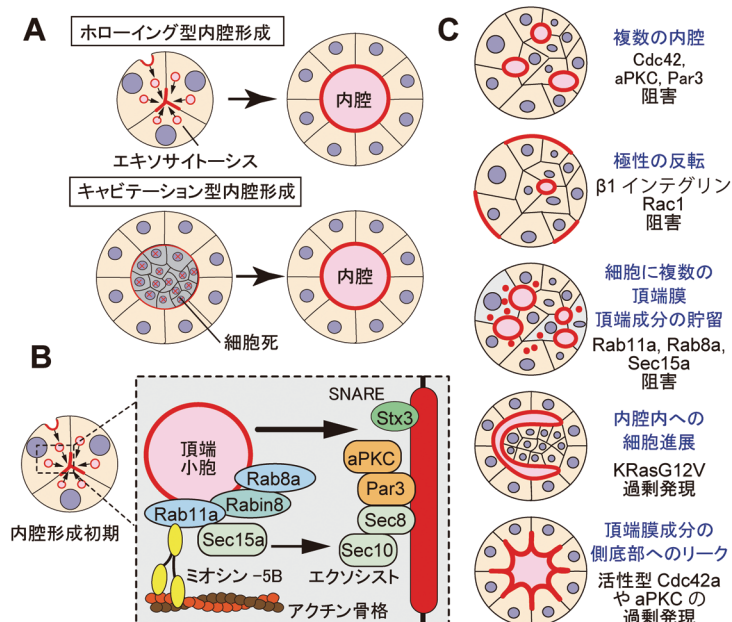 A
ホローイング型内腔形成
内腔
エキソサイトーシス
キャビテーション型内腔形成
内腔
細胞死
B
内腔形成初期
SNARE
Stx3
頂端
小胞
aPKC
Rab8a
Par3
Rabin8
Rab11a
Sec8
Sec15a
Sec10
ミオシン-5B
エクソシスト
アクチン骨格
C
複数の内腔
Cdc42,
aPKC, Par3
阻害
極性の反転
β1 インテグリン
Rac1
阻害
細胞に複数の
頂端膜
頂端成分の貯留
Rab11a, Rab8a,
Sec15a
阻害
内腔内への
細胞進展
KRasG12V
過剰発現
頂端膜成分の
側底部へのリーク
活性型 Cdc42a
や aPKC の
過剰発現